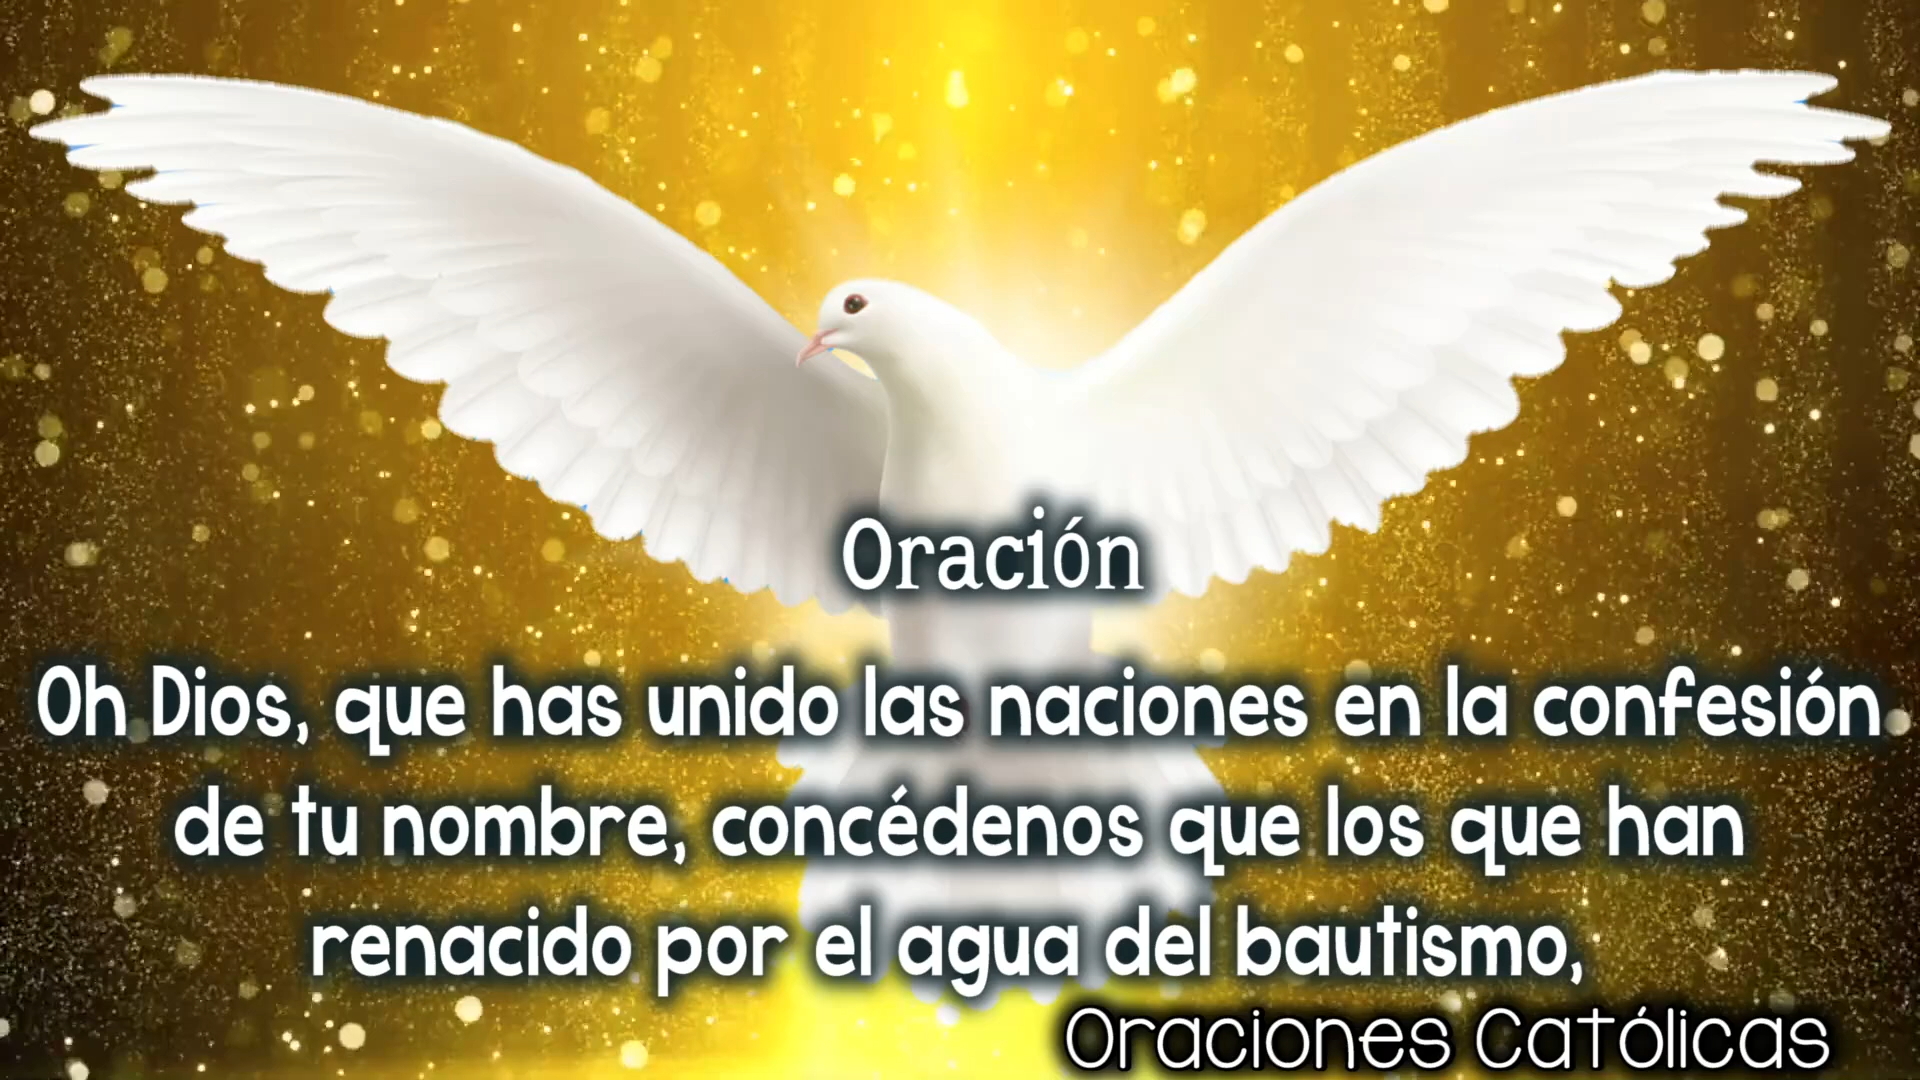 Oración
Oh Dios, que has unido las naciones en la confesión
de tu nombre, concédenos que los que han
renacido por el agua del bautismo,
Oraciones Católicas